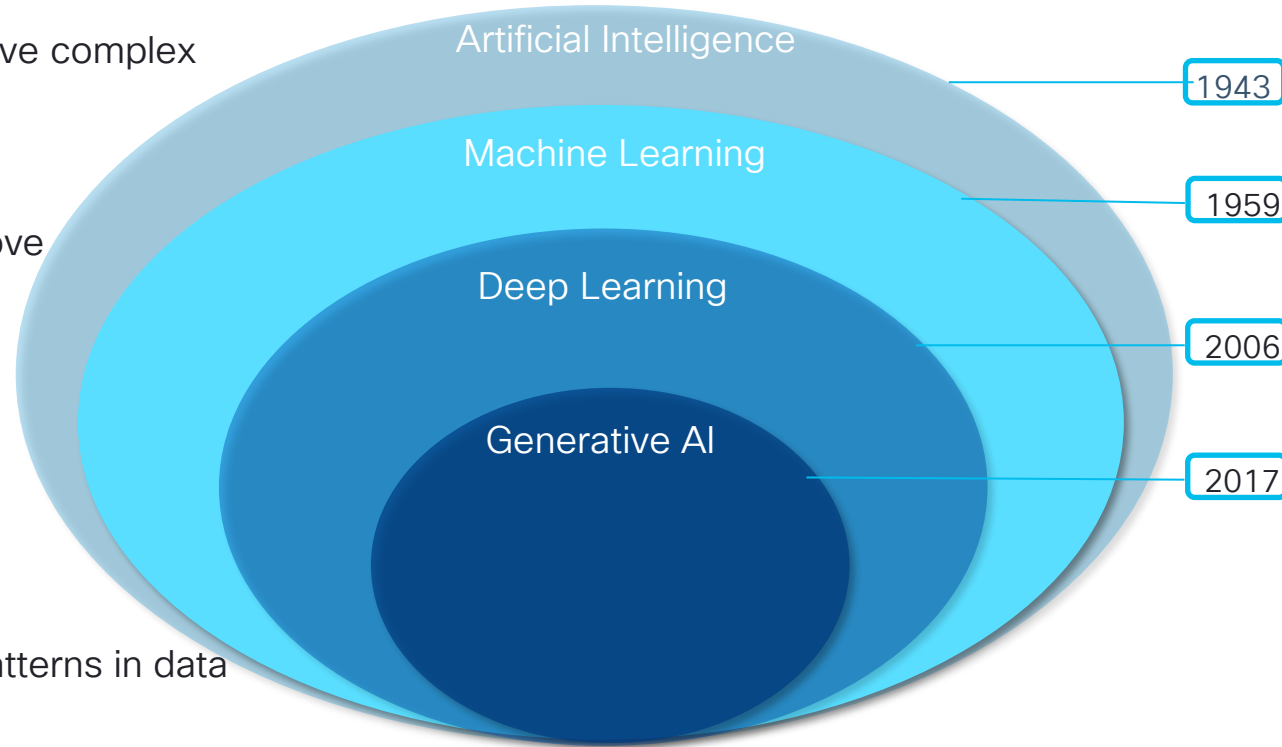 Artificial Intelligence
ve complex
1943
Machine Learning
1959
ove
Deep Learning
2006
Generative AI
2017
atterns in data